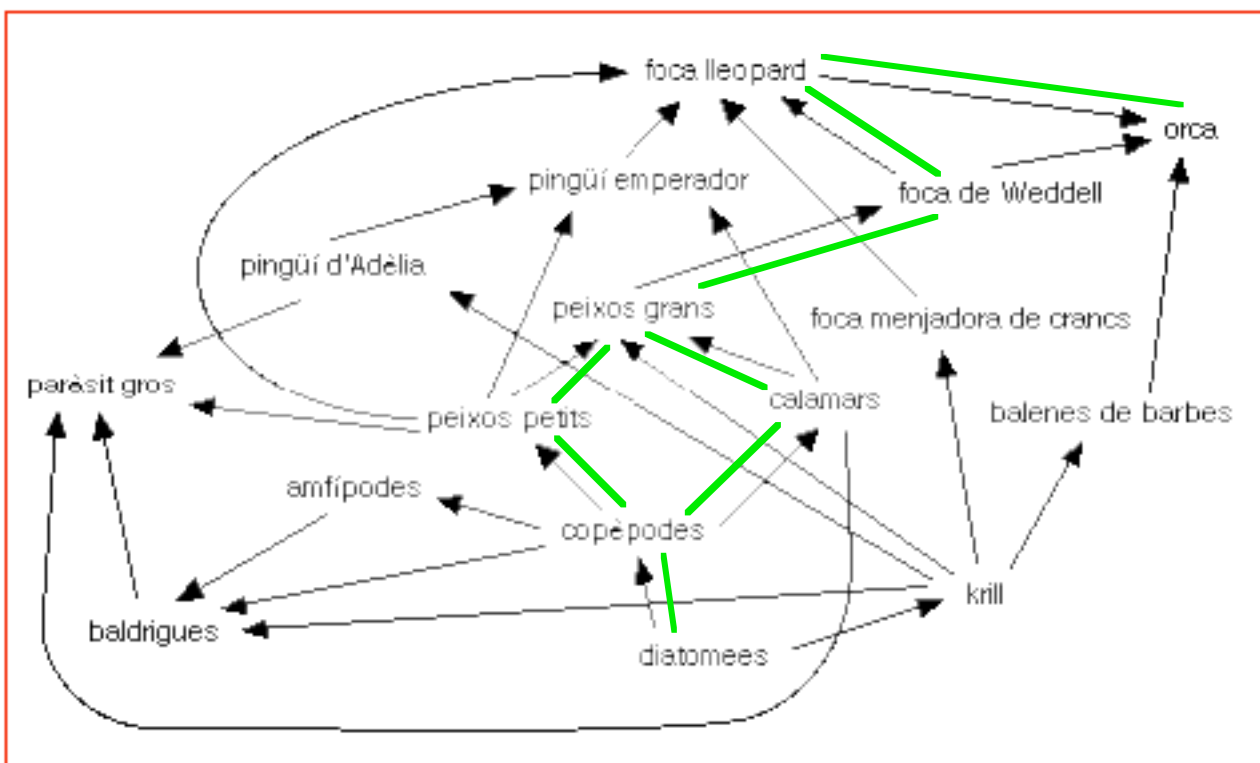 foca lleopard
orca
pingüí emperador
foca de Weddell
pingüí d'Adèlia
peixos grans
foca menjadora de crancs
paràsit gros
calamars
peixos petits
balenes de barbes
amfípodes
copèpodes
krill
baldrigues
diatomees